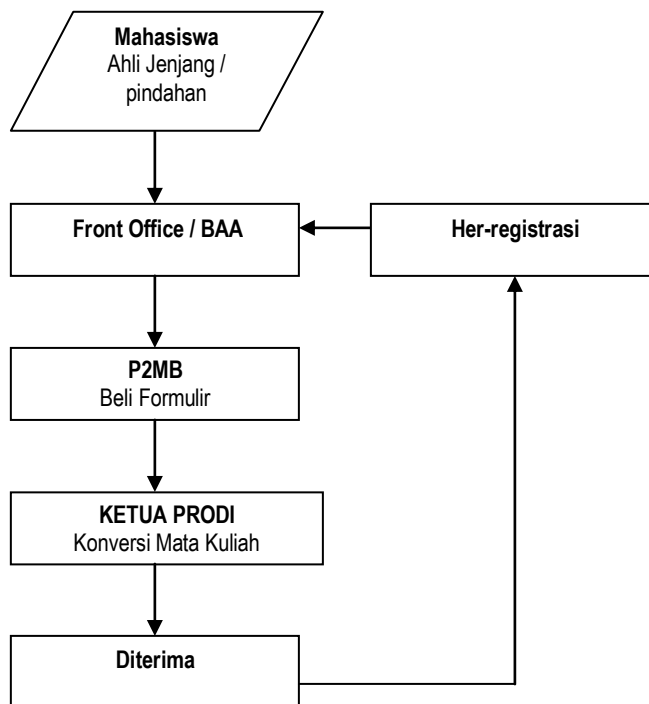 Mahasiswa
Ahli Jenjang /
pindahan
Front Office / BAA
Her-registrasi
P2MB
Beli Formulir
KETUA PRODI
Konversi Mata Kuliah
Diterima